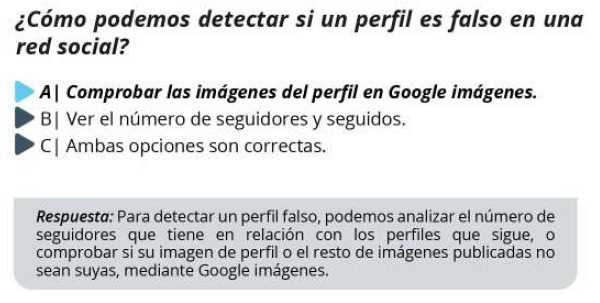 ¿Cómo podemos detectar si un perfil es falso en una
red social?
A| Comprobar las imágenes del perfil en Google imágenes.
B| Ver el número de seguidores y seguidos.
C| Ambas opciones son correctas.
Respuesta: Para detectar un perfil falso, podemos analizar el número de
seguidores que tiene en relación con los perfiles que sigue, o
comprobar si su imagen de perfil o el resto de imágenes publicadas no
sean suyas, mediante Google imágenes.